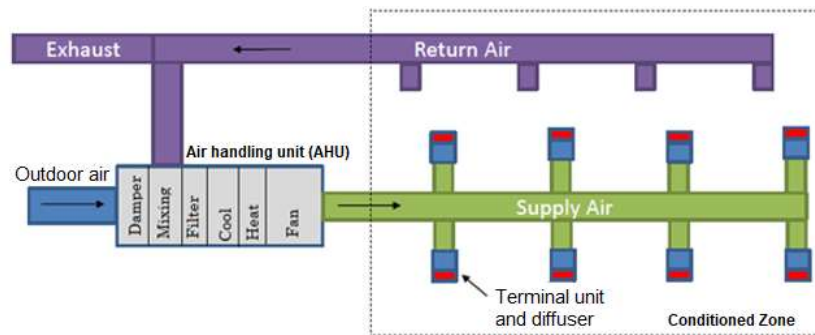 Exhaust
Return Air
Air handling unit (AHU)
Outdoor air
Damper
Mixing
Filter
Cool
Heat
Fan
Supply Air
Terminal unit
and diffuser
Conditioned Zone